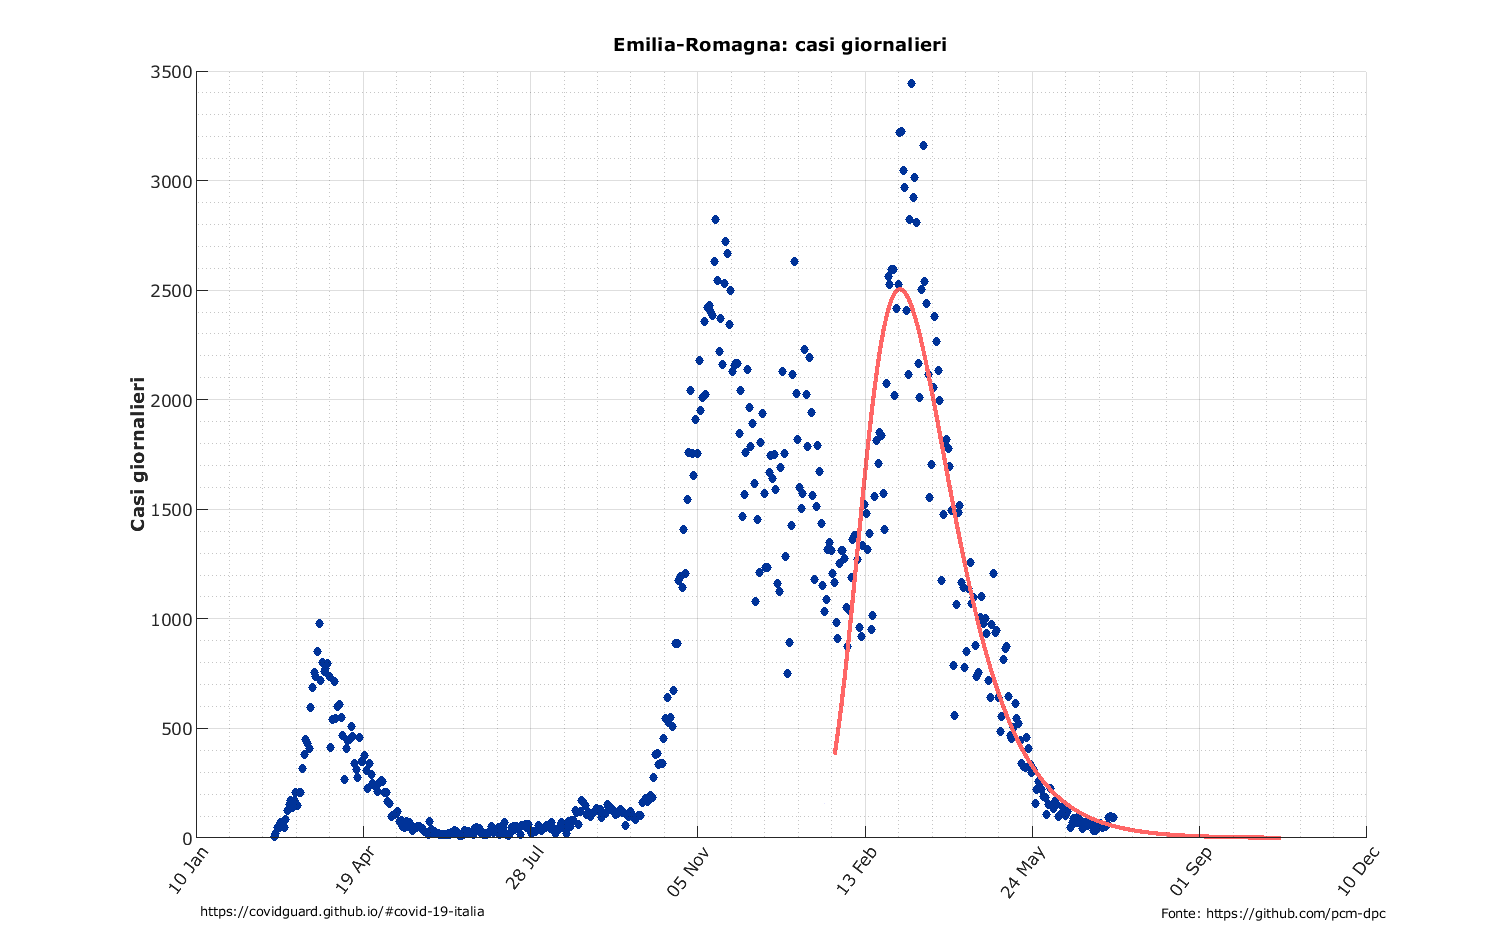 Emilia-Romagna: casi giornalieri
3500
3000
2500
2000
1500
1000
500
0
Casi giornalieri
10 Jan
19 Apr
28 Jul
05 Nov
13 Feb
24 May
01 Sep
10 Dec
https://covidguard.github.io/#covid-19-italia
Fonte: https://github.com/pcm-dpc